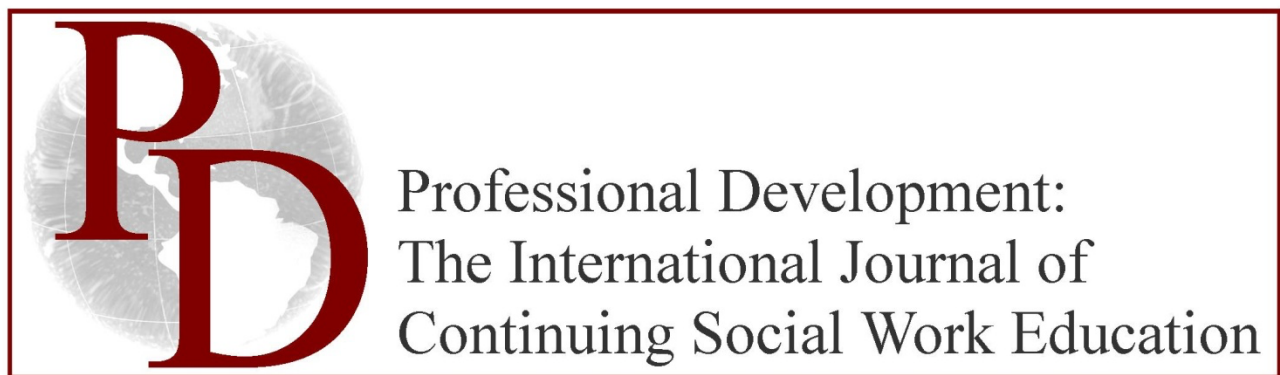 PD
Professional Development:
The International Journal of
Continuing Social Work Education